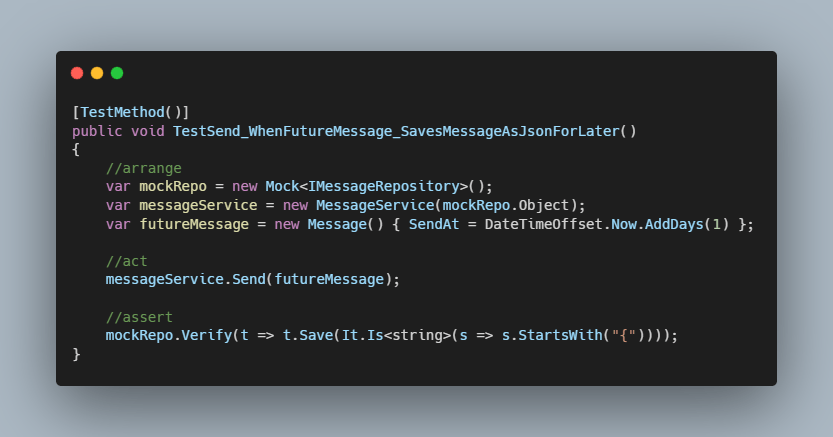 [TestMethod()]
public void TestSend_WhenFutureMessage_SavesMessageAsJsonForLater()
{
    //arrange
    var mockRepo = new Mock<IMessageRepository>();
    var messageService = new MessageService(mockRepo.Object);
    var futureMessage = new Message() { SendAt = DateTimeOffset.Now.AddDays(1) };

    //act
    messageService.Send(futureMessage);

    //assert
    mockRepo.Verify(t => t.Save(It.Is<string>(s => s.StartsWith("{"))));
}